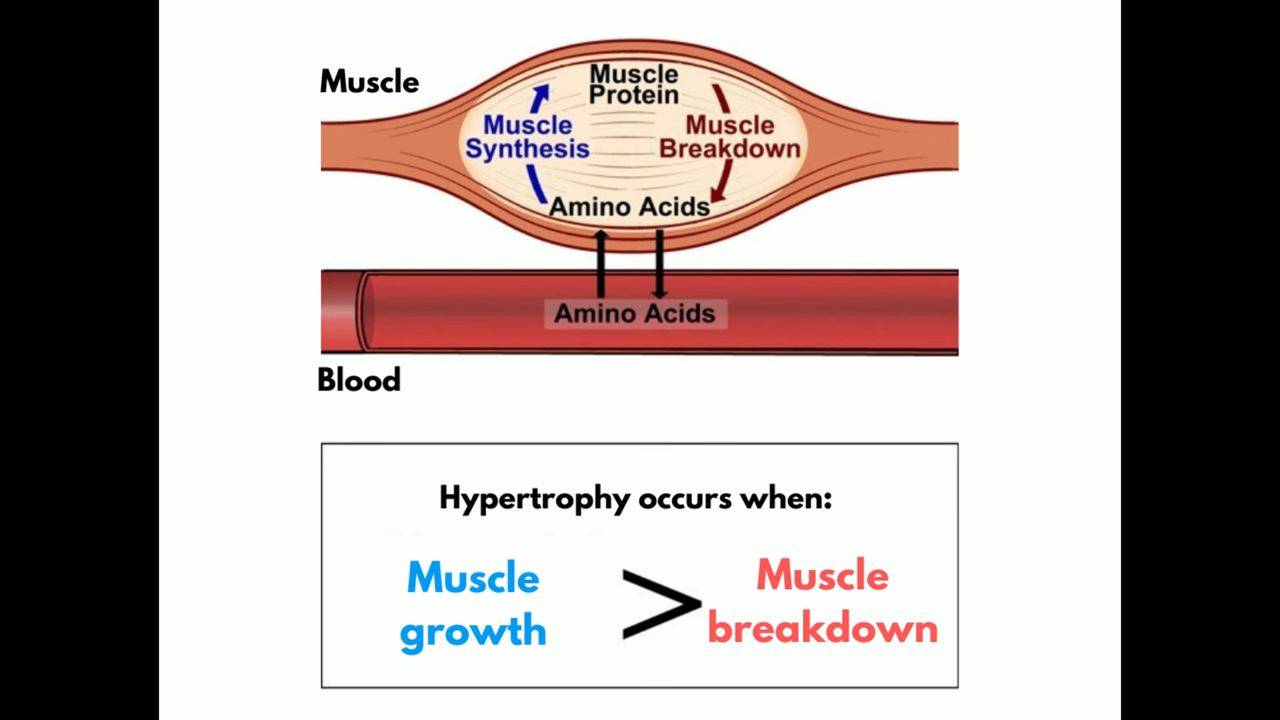 Muscle
Muscle
Protein
Muscle
Synthesis
Muscle
Breakdown
Amino Acids
Amino Acids
Blood
Hypertrophy occurs when:
Muscle
growth
>
Muscle
breakdown